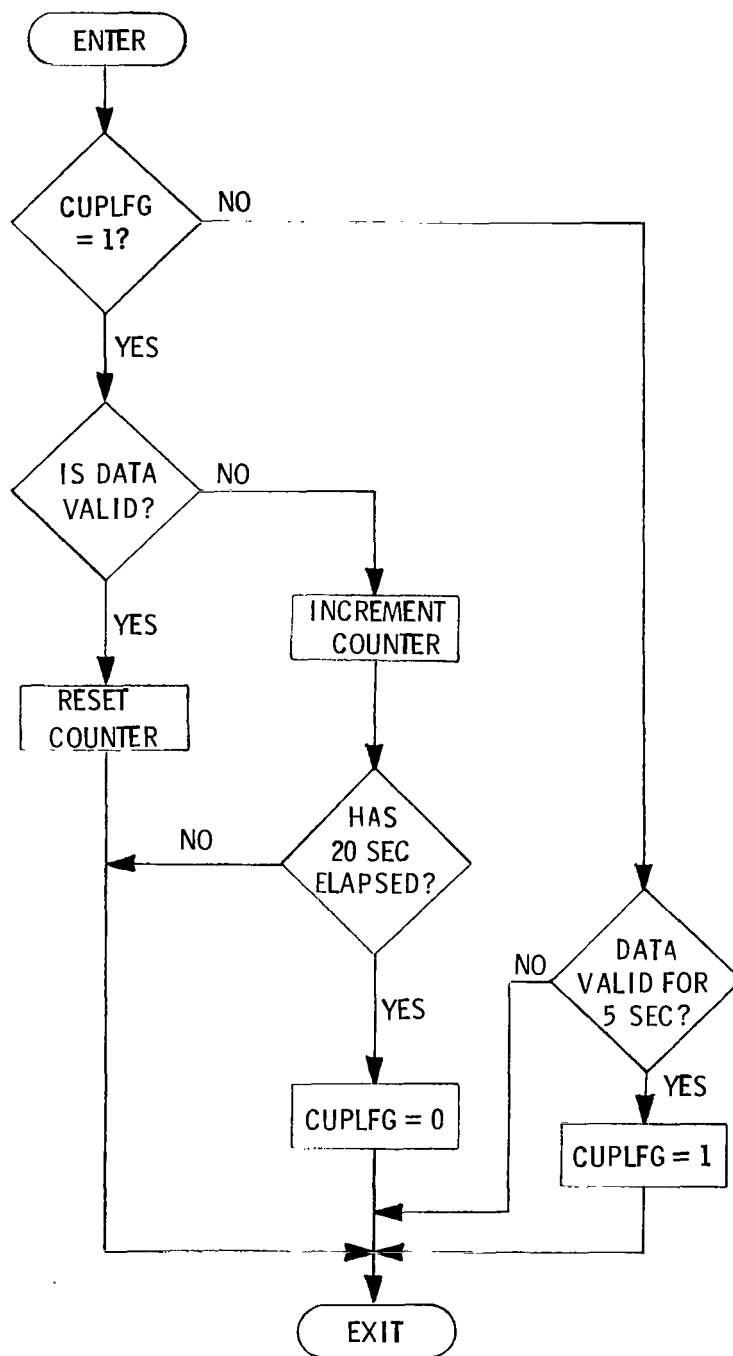 ENTER
CUPLFG
= 1?
NO
YES
IS DATA
VALID?
NO
YES
INCREMENT
COUNTER
RESET
COUNTER
HAS
20 SEC
ELAPSED?
NO
YES
DATA
VALID FOR
5 SEC?
NO
YES
CUPLFG = 0
CUPLFG = 1
EXIT